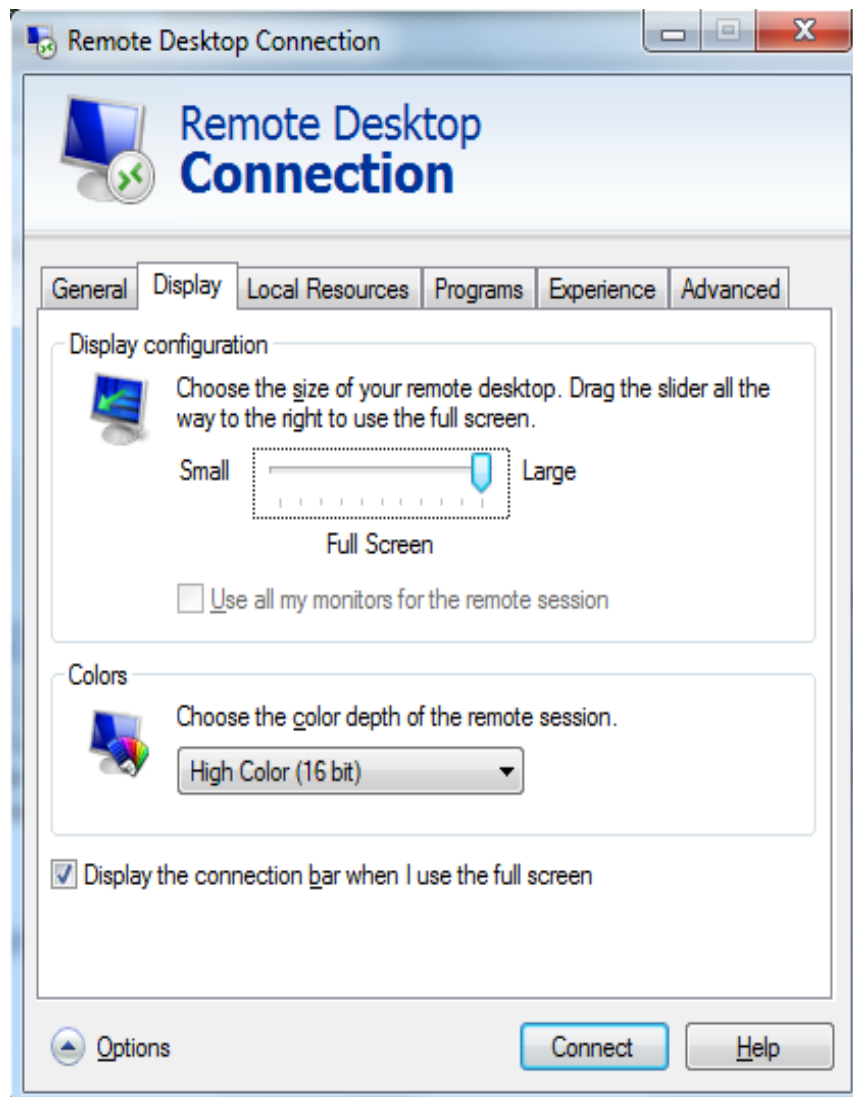 Remote Desktop Connection
Remote Desktop
Connection
General Display Local Resources Programs Experience Advanced
Display configuration
Choose the size of your remote desktop. Drag the slider all the
way to the right to use the full screen.
Small Large
Full Screen
Use all my monitors for the remote session
Colors
Choose the color depth of the remote session.
High Color (16 bit)
Display the connection bar when I use the full screen
Options Connect Help